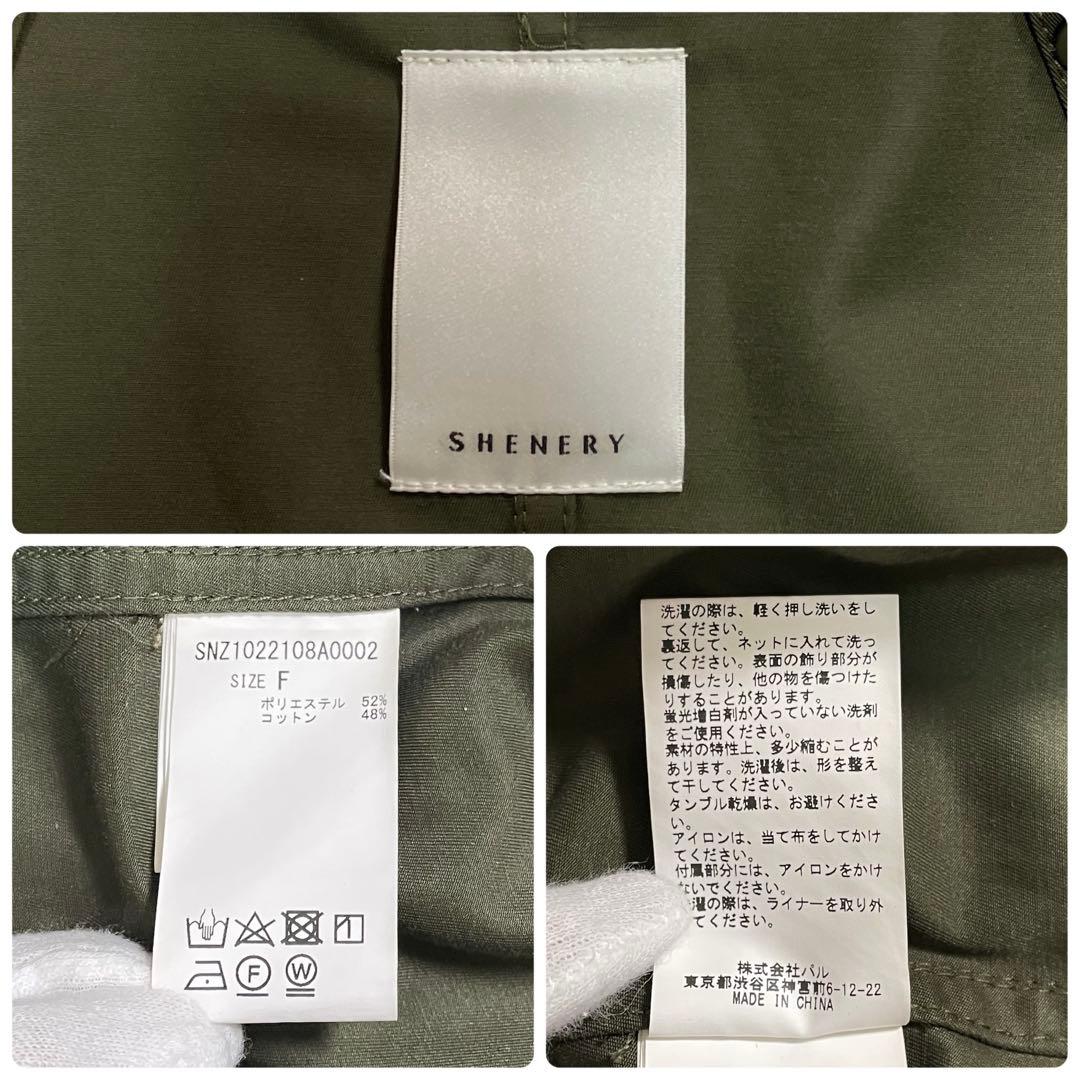 SHENERY
SNZ1022108A0002
SIZE F
ポリエステル 52%
コットン 48%
F W
洗濯の際は、軽く押し洗いをし
てください。
裏返して、ネットに入れて洗っ
てください。表面の飾り部分が
損傷したり、他の物を傷つけた
りすることがあります。
蛍光増白剤が入っていない洗剤
をご使用ください。
素材の特性上、多少縮むことが
あります。洗濯後は、形を整え
て干してください。
タンブル乾燥は、お避けくださ
い。
アイロンは、当て布をしてかけ
てください。
付属部分には、アイロンをかけ
ないでください。
濯の際は、ライナーを取り外
てください。
株式会社パル
東京都渋谷区神宮前6-12-22
MADE IN CHINA